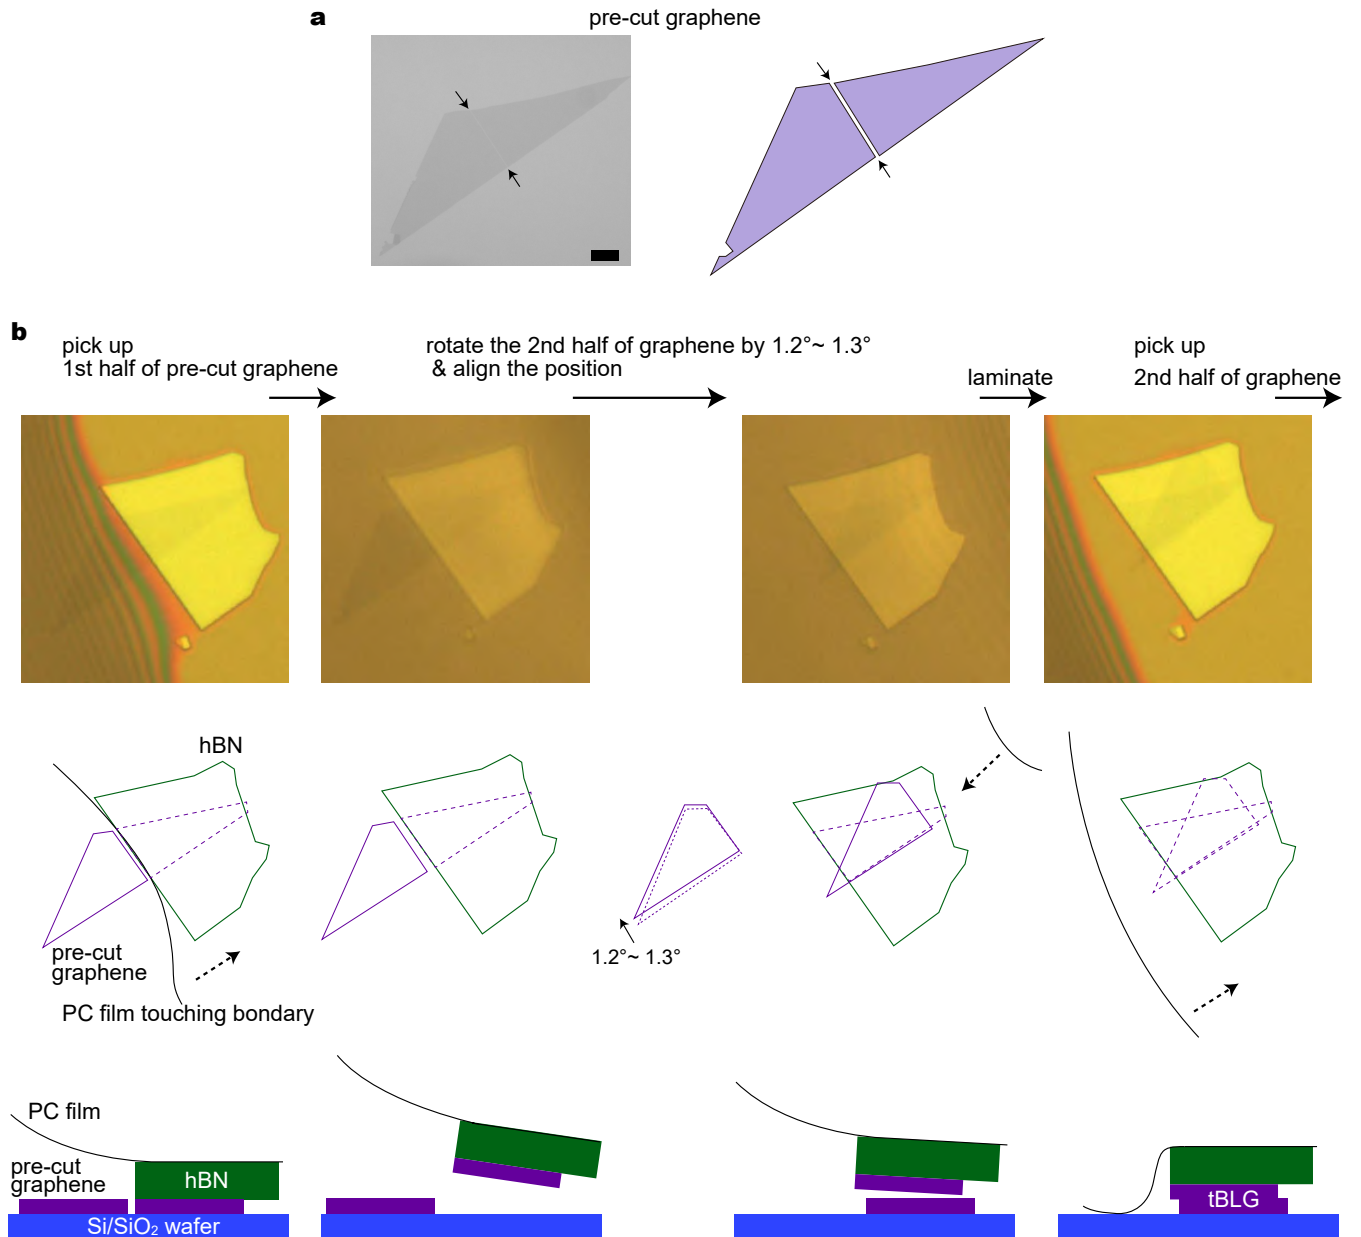 a
pre-cut graphene
b
pick up
1st half of pre-cut graphene
rotate the 2nd half of graphene by 1.2°~ 1.3°
& align the position
laminate
pick up
2nd half of graphene
hBN
pre-cut
graphene
PC film touching bondary
1.2°~ 1.3°
PC film
pre-cut
graphene
hBN
Si/SiO₂ wafer
tBLG